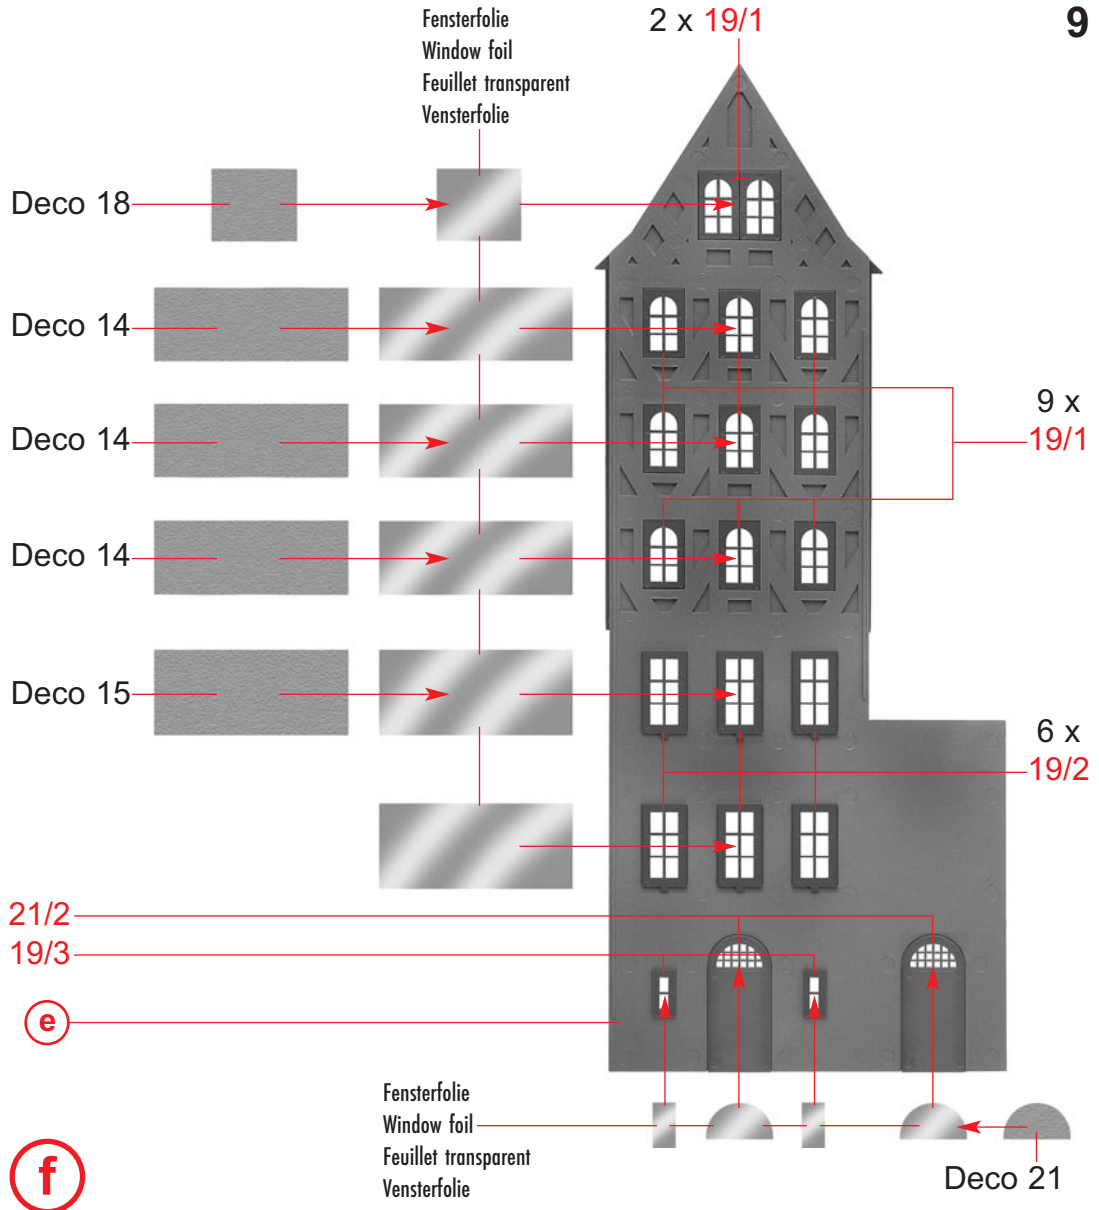 Fensterfolie
Window foil
Feuillet transparent
Vensterfolie
2 x 19/1
9
Deco 18
Deco 14
Deco 14
Deco 14
Deco 15
9 x
19/1
6 x
19/2
21/2
19/3
e
Fensterfolie
Window foil
Feuillet transparent
Vensterfolie
Deco 21
f